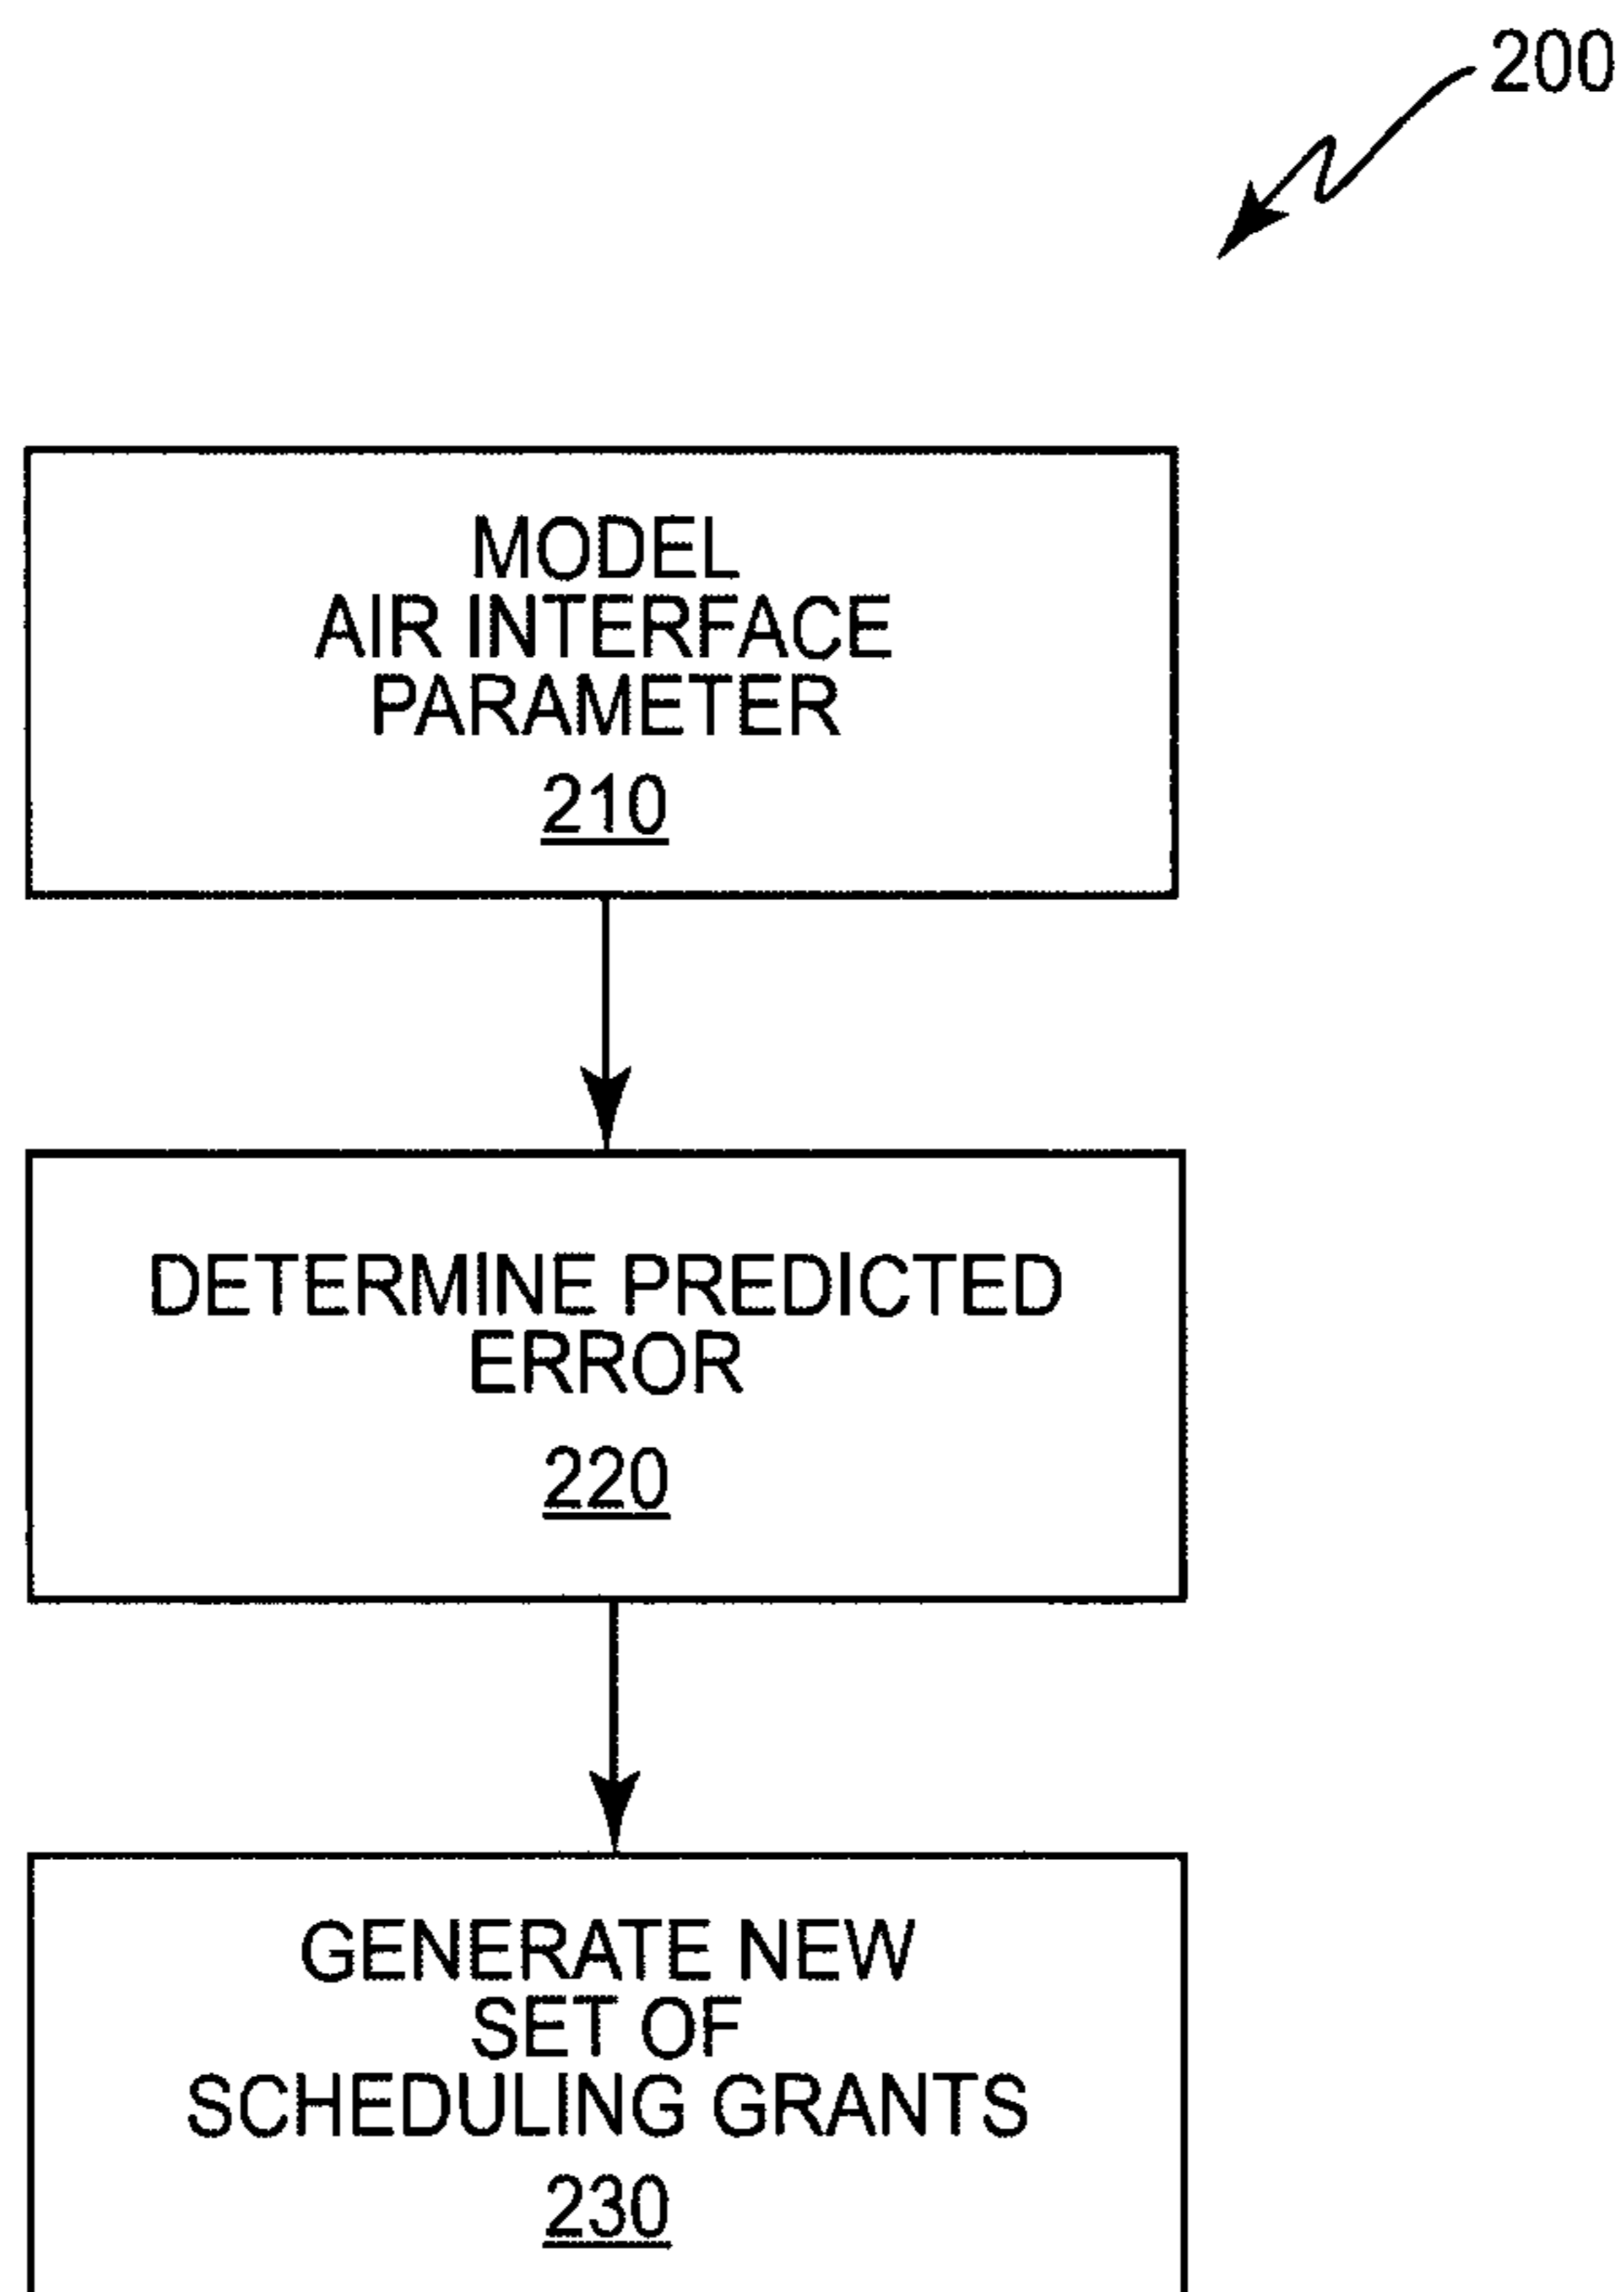 200
MODEL
AIR INTERFACE
PARAMETER
210
DETERMINE PREDICTED
ERROR
220
GENERATE NEW
SET OF
SCHEDULING GRANTS
230